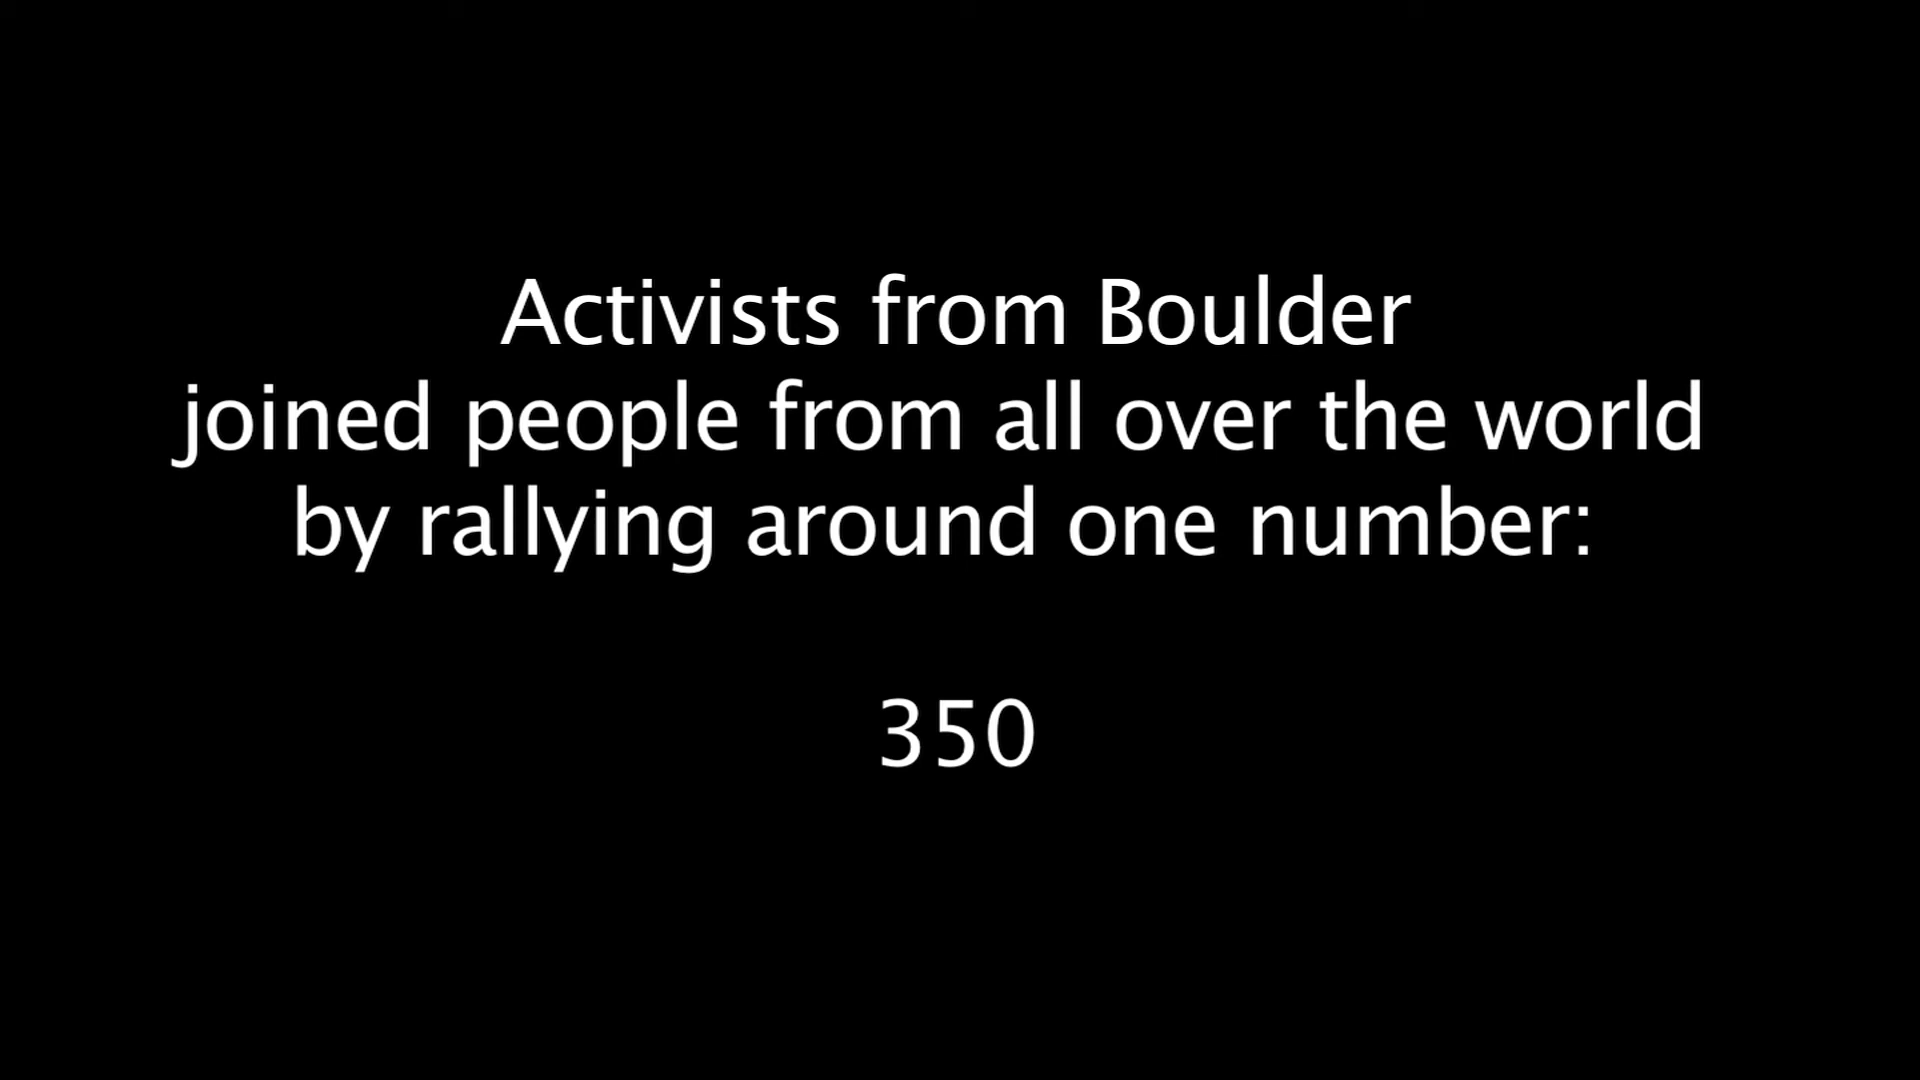 Activists from Boulder
joined people from all over the world
by rallying around one number:
350